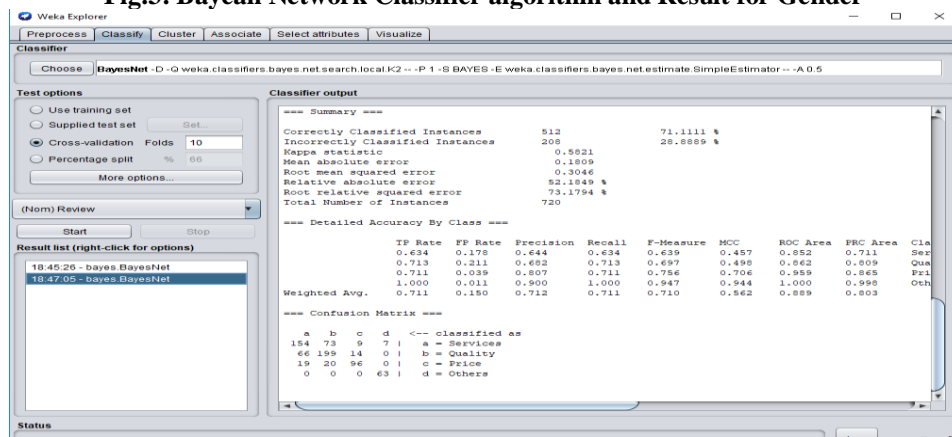 Fig.5: Baycan Network Classifier algorithm and Result for Gender
Weka Explorer
Preprocess Classify Cluster Associate Select attributes Visualize
Classifier
Choose BayesNet -D -Q weka.classifiers.bayes.net.search.local.K2 -- -P 1 -S BAYES -E weka.classifiers.bayes.net.estimate.SimpleEstimator -- -A 0.5
Test options
Use training set
Supplied test set Set...
Cross-validation Folds 10
Percentage split % 66
More options...
(Nom) Review
Start Stop
Result list (right-click for options)
18:45:26 - bayes.BayesNet
18:47:05 - bayes.BayesNet
Classifier output
=== Summary ===
Correctly Classified Instances 512 71.1111 %
Incorrectly Classified Instances 208 28.8889 %
Kappa statistic 0.5821
Mean absolute error 0.1809
Root mean squared error 0.3046
Relative absolute error 52.1849 %
Root relative squared error 73.1794 %
Total Number of Instances 720
=== Detailed Accuracy By Class ===
TP Rate FP Rate Precision Recall F-Measure MCC ROC Area PRC Area Cla
0.634 0.178 0.644 0.634 0.639 0.457 0.852 0.711 Ser
0.713 0.211 0.682 0.713 0.697 0.498 0.862 0.809 Qua
0.711 0.039 0.807 0.711 0.756 0.706 0.959 0.865 Pri
1.000 0.011 0.900 1.000 0.947 0.944 1.000 0.998 Oth
Weighted Avg. 0.711 0.150 0.712 0.711 0.710 0.562 0.889 0.803
=== Confusion Matrix ===
a b c d <-- classified as
154 73 9 7 | a = Services
66 199 14 0 | b = Quality
19 20 96 0 | c = Price
0 0 0 63 | d = Others
Status